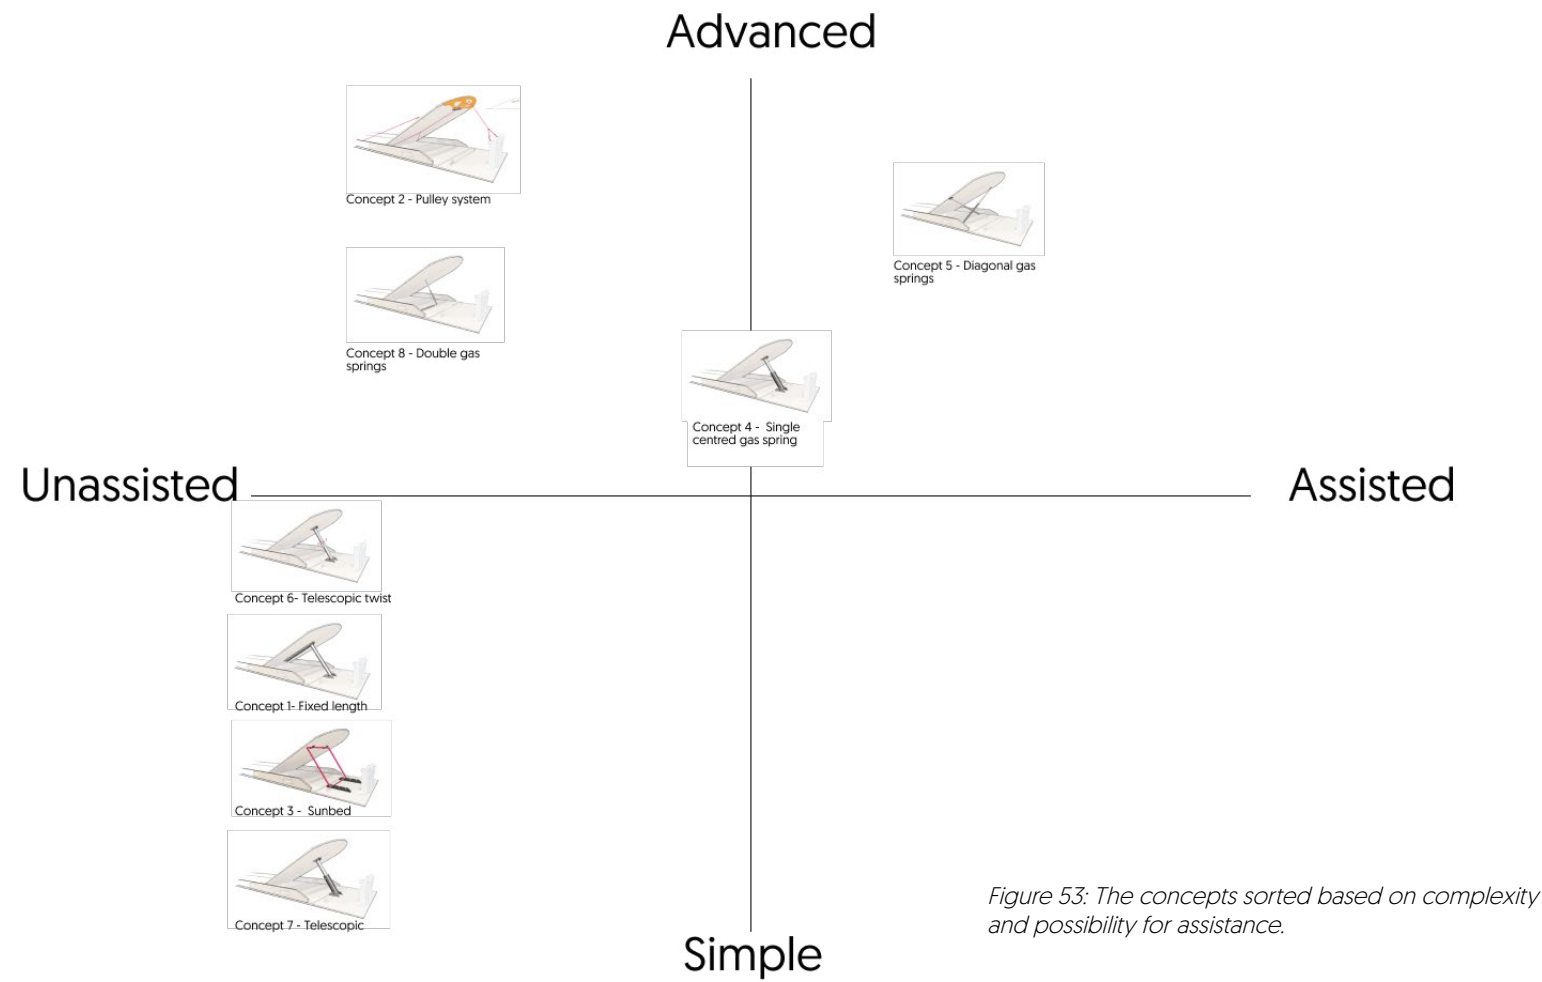 Advanced
Concept 2 - Pulley system
Concept 5 - Diagonal gas
springs
Concept 8 - Double gas
springs
Concept 4 -  Single
centred gas spring
Unassisted
Assisted
Concept 6- Telescopic twist
Concept 1- Fixed length
Concept 3 -  Sunbed
Concept 7 - Telescopic
Figure 53: The concepts sorted based on complexity
and possibility for assistance.
Simple